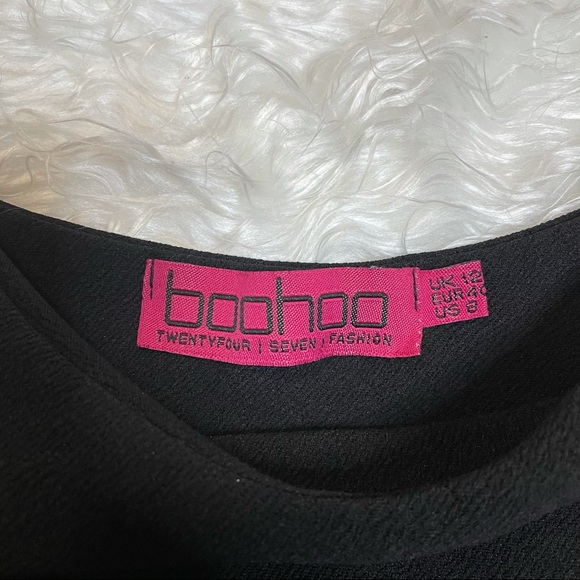 boohoo
TWENTYFOUR | SEVEN | FASHION
UK 12
EUR 40
US 8